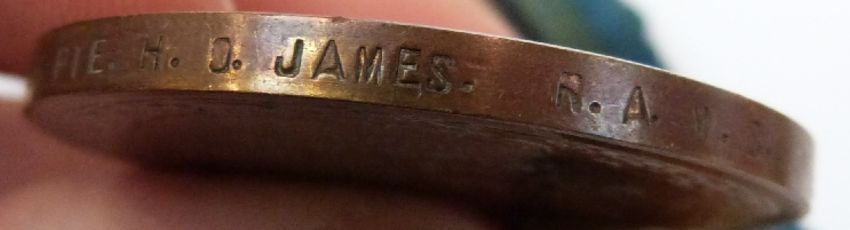 PTE. H. O. JAMES. R. A. V. C.